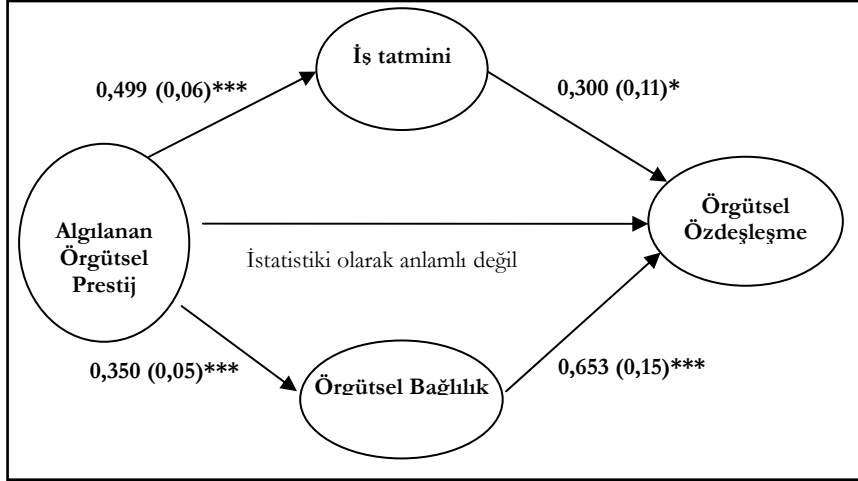 İş tatmini
0,499 (0,06)***
0,300 (0,11)*
Algılanan
Örgütsel
Prestij
Örgütsel
Özdeşleşme
İstatistiki olarak anlamlı değil
0,350 (0,05)***
Örgütsel Bağlılık
0,653 (0,15)***